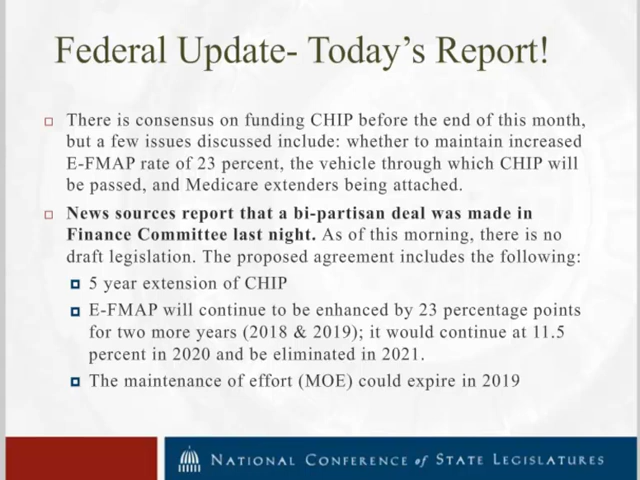 Federal Update- Today's Report!
There is consensus on funding CHIP before the end of this month,
but a few issues discussed include: whether to maintain increased
E-FMAP rate of 23 percent, the vehicle through which CHIP will
be passed, and Medicare extenders being attached.
News sources report that a bi-partisan deal was made in
Finance Committee last night. As of this morning, there is no
draft legislation. The proposed agreement includes the following:
5 year extension of CHIP
E-FMAP will continue to be enhanced by 23 percentage points
for two more years (2018 & 2019); it would continue at 11.5
percent in 2020 and be eliminated in 2021.
The maintenance of effort (MOE) could expire in 2019
NATIONAL CONFERENCE of STATE LEGISLATURES